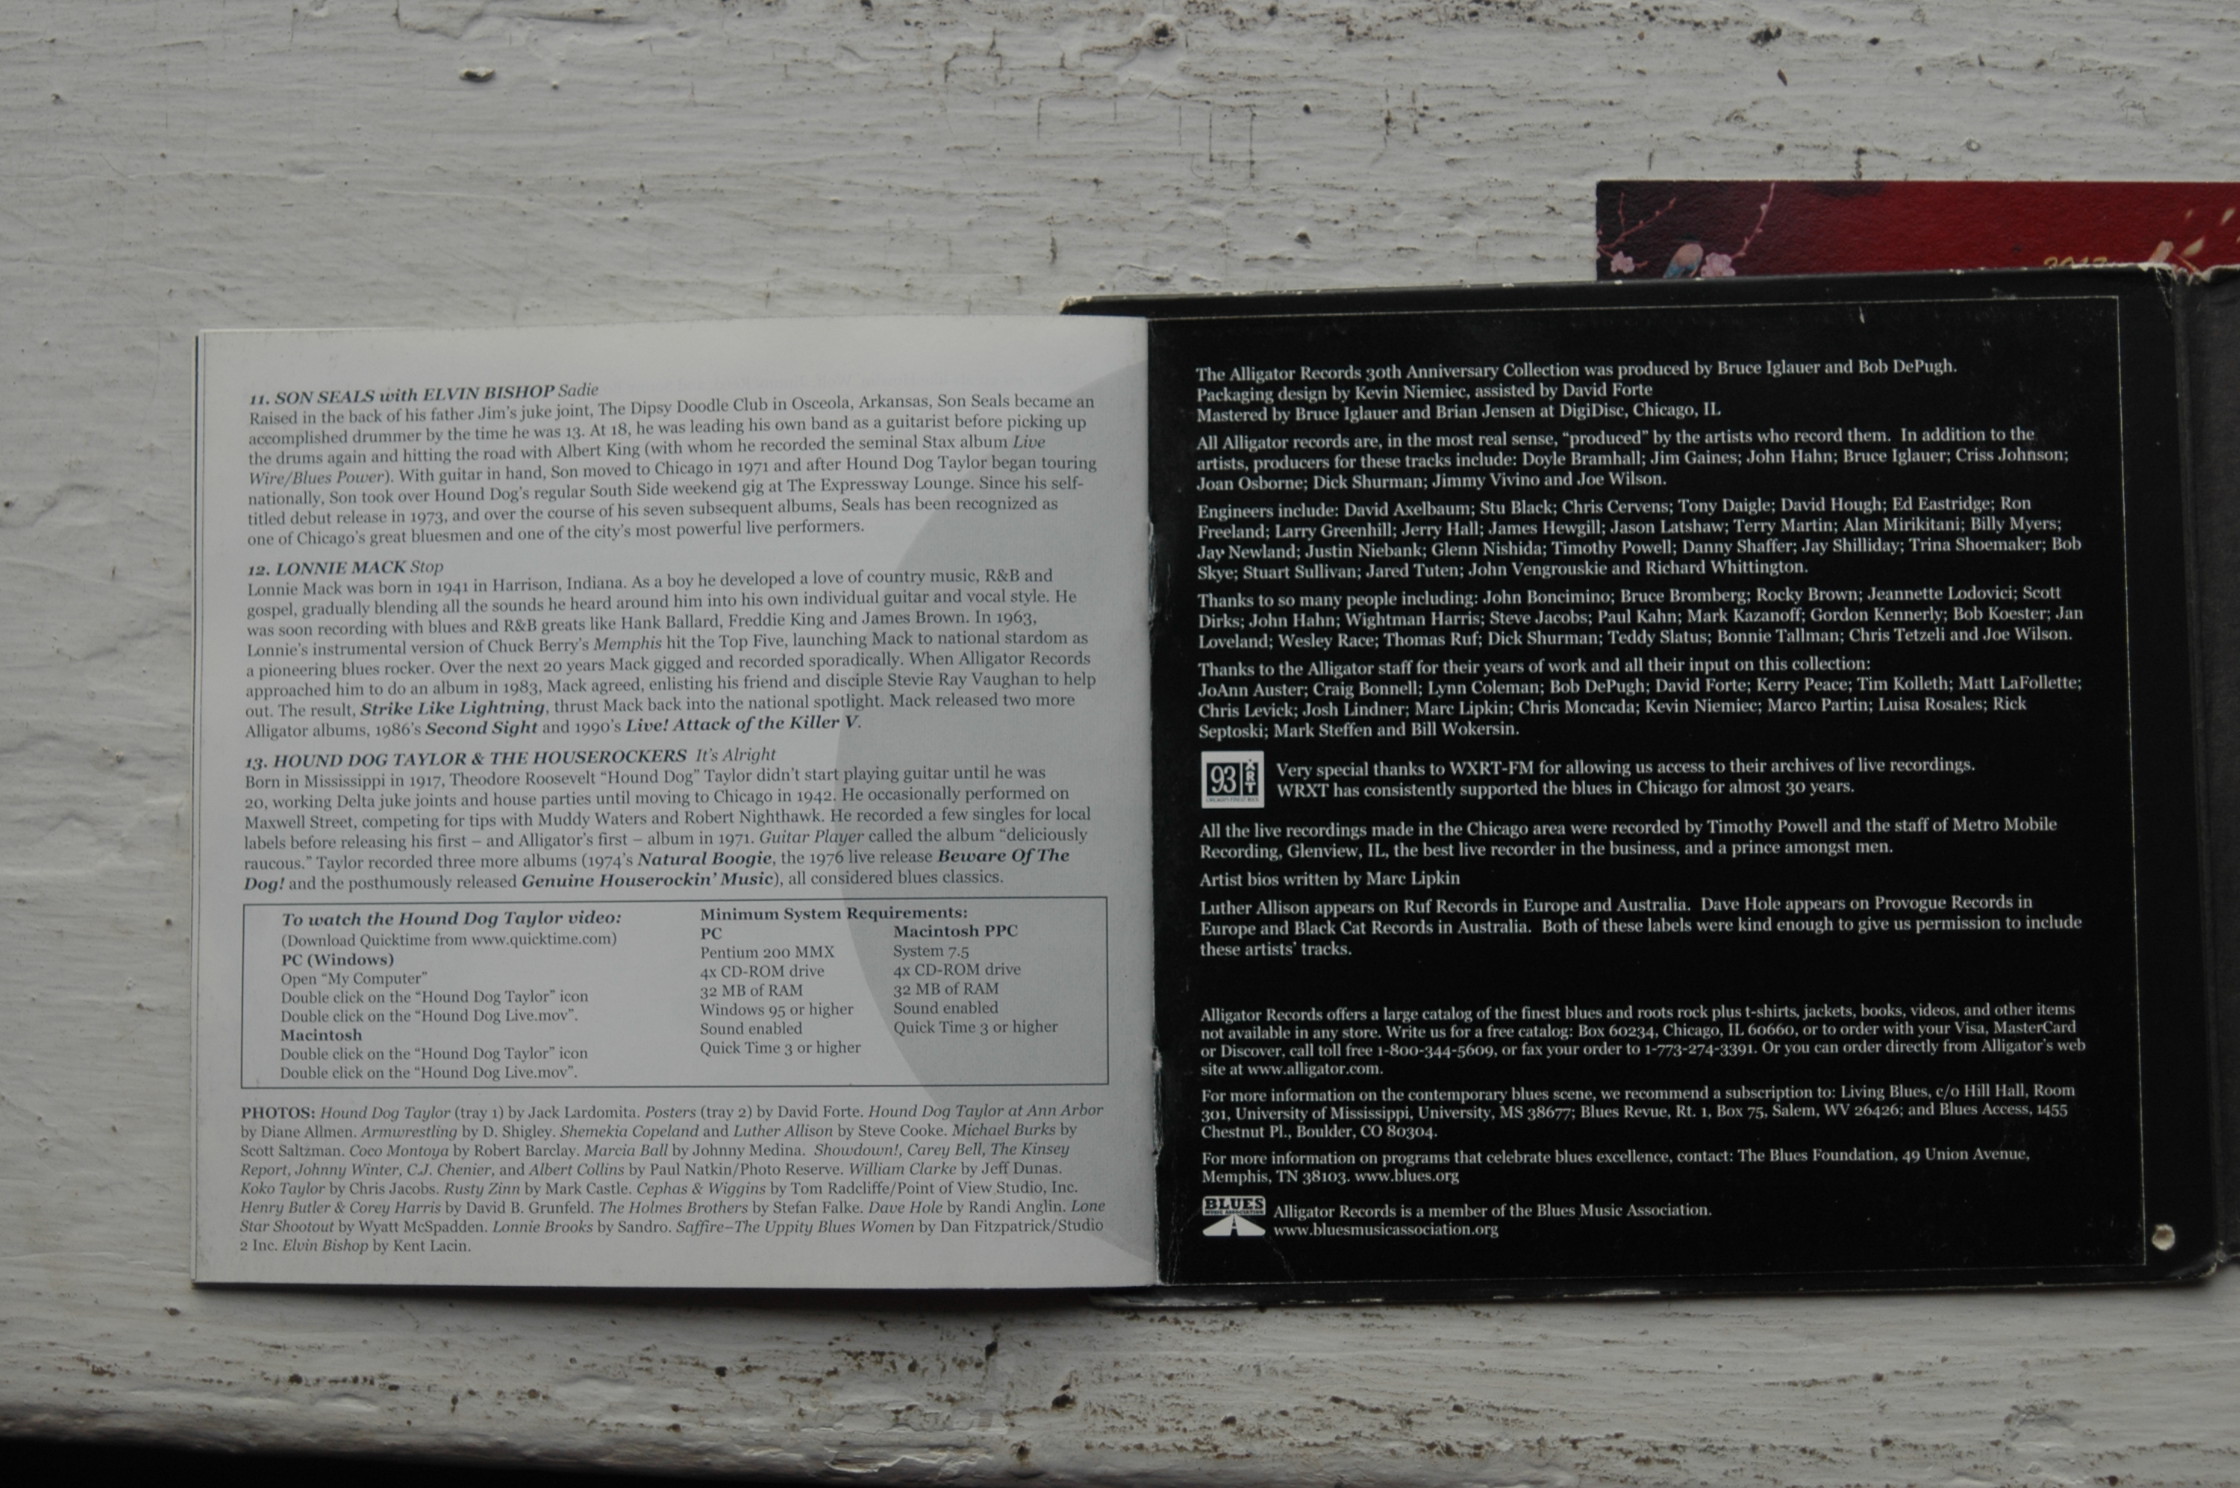 11. SON SEALS with ELVIN BISHOP Sadie
Raised in the back of his father Jim's juke joint, The Dipsy Doodle Club in Osceola, Arkansas, Son Seals became an
accomplished drummer by the time he was 13. At 18, he was leading his own band as a guitarist before picking up
the drums again and hitting the road with Albert King (with whom he recorded the seminal Stax album Live
Wire/Blues Power). With guitar in hand, Son moved to Chicago in 1971 and after Hound Dog Taylor began touring
nationally, Son took over Hound Dog's regular South Side weekend gig at The Expressway Lounge. Since his self-
titled debut release in 1973, and over the course of his seven subsequent albums, Seals has been recognized as
one of Chicago's great bluesmen and one of the city's most powerful live performers.
12. LONNIE MACK Stop
Lonnie Mack was born in 1941 in Harrison, Indiana. As a boy he developed a love of country music, R&B and
gospel, gradually blending all the sounds he heard around him into his own individual guitar and vocal style. He
was soon recording with blues and R&B greats like Hank Ballard, Freddie King and James Brown. In 1963,
Lonnie's instrumental version of Chuck Berry's Memphis hit the Top Five, launching Mack to national stardom as
a pioneering blues rocker. Over the next 20 years Mack gigged and recorded sporadically. When Alligator Records
approached him to do an album in 1983, Mack agreed, enlisting his friend and disciple Stevie Ray Vaughan to help
out. The result, Strike Like Lightning, thrust Mack back into the national spotlight. Mack released two more
Alligator albums, 1986's Second Sight and 1990's Live! Attack of the Killer V.
13. HOUND DOG TAYLOR & THE HOUSEROCKERS It's Alright
Born in Mississippi in 1917, Theodore Roosevelt "Hound Dog" Taylor didn't start playing guitar until he was
20, working Delta juke joints and house parties until moving to Chicago in 1942. He occasionally performed on
Maxwell Street, competing for tips with Muddy Waters and Robert Nighthawk. He recorded a few singles for local
labels before releasing his first – and Alligator's first – album in 1971. Guitar Player called the album "deliciously
raucous." Taylor recorded three more albums (1974's Natural Boogie, the 1976 live release Beware Of The
Dog! and the posthumously released Genuine Houserockin' Music), all considered blues classics.
To watch the Hound Dog Taylor video:
(Download Quicktime from www.quicktime.com)
PC (Windows)
Open "My Computer"
Double click on the "Hound Dog Taylor" icon
Double click on the "Hound Dog Live.mov".
Macintosh
Double click on the "Hound Dog Taylor" icon
Double click on the "Hound Dog Live.mov".
Minimum System Requirements:
PC
Pentium 200 MMX
4x CD-ROM drive
32 MB of RAM
Windows 95 or higher
Sound enabled
Quick Time 3 or higher
Macintosh PPC
System 7.5
4x CD-ROM drive
32 MB of RAM
Sound enabled
Quick Time 3 or higher
PHOTOS: Hound Dog Taylor (tray 1) by Jack Lardomita. Posters (tray 2) by David Forte. Hound Dog Taylor at Ann Arbor
by Diane Allmen. Armwrestling by D. Shigley. Shemekia Copeland and Luther Allison by Steve Cooke. Michael Burks by
Scott Saltzman. Coco Montoya by Robert Barclay. Marcia Ball by Johnny Medina. Showdown!, Carey Bell, The Kinsey
Report, Johnny Winter, C.J. Chenier, and Albert Collins by Paul Natkin/Photo Reserve. William Clarke by Jeff Dunas.
Koko Taylor by Chris Jacobs. Rusty Zinn by Mark Castle. Cephas & Wiggins by Tom Radcliffe/Point of View Studio, Inc.
Henry Butler & Corey Harris by David B. Grunfeld. The Holmes Brothers by Stefan Falke. Dave Hole by Randi Anglin. Lone
Star Shootout by Wyatt McSpadden. Lonnie Brooks by Sandro. Saffire–The Uppity Blues Women by Dan Fitzpatrick/Studio
2 Inc. Elvin Bishop by Kent Lacin.
The Alligator Records 30th Anniversary Collection was produced by Bruce Iglauer and Bob DePugh.
Packaging design by Kevin Niemiec, assisted by David Forte
Mastered by Bruce Iglauer and Brian Jensen at DigiDisc, Chicago, IL
All Alligator records are, in the most real sense, "produced" by the artists who record them. In addition to the
artists, producers for these tracks include: Doyle Bramhall; Jim Gaines; John Hahn; Bruce Iglauer; Criss Johnson;
Joan Osborne; Dick Shurman; Jimmy Vivino and Joe Wilson.
Engineers include: David Axelbaum; Stu Black; Chris Cervens; Tony Daigle; David Hough; Ed Eastridge; Ron
Freeland; Larry Greenhill; Jerry Hall; James Hewgill; Jason Latshaw; Terry Martin; Alan Mirikitani; Billy Myers;
Jay Newland; Justin Niebank; Glenn Nishida; Timothy Powell; Danny Shaffer; Jay Shilliday; Trina Shoemaker; Bob
Skye; Stuart Sullivan; Jared Tuten; John Vengrouskie and Richard Whittington.
Thanks to so many people including: John Boncimino; Bruce Bromberg; Rocky Brown; Jeannette Lodovici; Scott
Dirks; John Hahn; Wightman Harris; Steve Jacobs; Paul Kahn; Mark Kazanoff; Gordon Kennerly; Bob Koester; Jan
Loveland; Wesley Race; Thomas Ruf; Dick Shurman; Teddy Slatus; Bonnie Tallman; Chris Tetzeli and Joe Wilson.
Thanks to the Alligator staff for their years of work and all their input on this collection:
JoAnn Auster; Craig Bonnell; Lynn Coleman; Bob DePugh; David Forte; Kerry Peace; Tim Kolleth; Matt LaFollette;
Chris Levick; Josh Lindner; Marc Lipkin; Chris Moncada; Kevin Niemiec; Marco Partin; Luisa Rosales; Rick
Septoski; Mark Steffen and Bill Wokersin.
93 XRT
Very special thanks to WXRT-FM for allowing us access to their archives of live recordings.
WRXT has consistently supported the blues in Chicago for almost 30 years.
All the live recordings made in the Chicago area were recorded by Timothy Powell and the staff of Metro Mobile
Recording, Glenview, IL, the best live recorder in the business, and a prince amongst men.
Artist bios written by Marc Lipkin
Luther Allison appears on Ruf Records in Europe and Australia. Dave Hole appears on Provogue Records in
Europe and Black Cat Records in Australia. Both of these labels were kind enough to give us permission to include
these artists' tracks.
Alligator Records offers a large catalog of the finest blues and roots rock plus t-shirts, jackets, books, videos, and other items
not available in any store. Write us for a free catalog: Box 60234, Chicago, IL 60660, or to order with your Visa, MasterCard
or Discover, call toll free 1-800-344-5609, or fax your order to 1-773-274-3391. Or you can order directly from Alligator's web
site at www.alligator.com.
For more information on the contemporary blues scene, we recommend a subscription to: Living Blues, c/o Hill Hall, Room
301, University of Mississippi, University, MS 38677; Blues Revue, Rt. 1, Box 75, Salem, WV 26426; and Blues Access, 1455
Chestnut Pl., Boulder, CO 80304.
For more information on programs that celebrate blues excellence, contact: The Blues Foundation, 49 Union Avenue,
Memphis, TN 38103. www.blues.org
BLUES
Alligator Records is a member of the Blues Music Association.
www.bluesmusicassociation.org